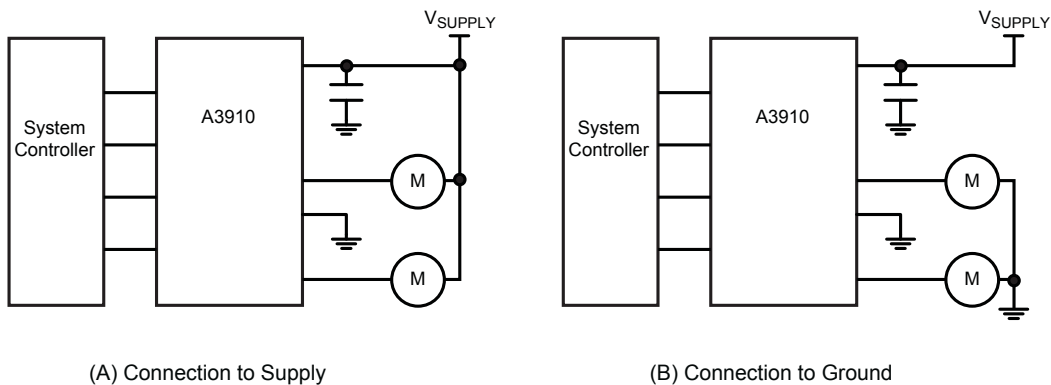 VSUPPLY
System
Controller
A3910
M
M
(A) Connection to Supply
VSUPPLY
System
Controller
A3910
M
M
(B) Connection to Ground